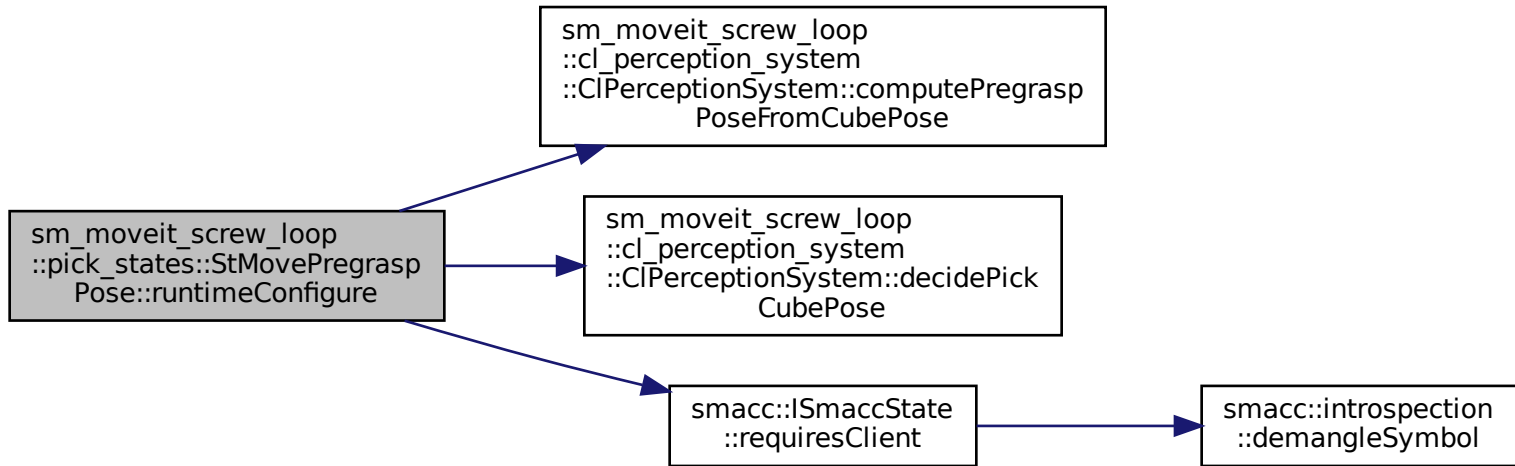 sm_moveit_screw_loop
::cl_perception_system
::ClPerceptionSystem::computePregrasp
PoseFromCubePose
sm_moveit_screw_loop
::pick_states::StMovePregrasp
Pose::runtimeConfigure
sm_moveit_screw_loop
::cl_perception_system
::ClPerceptionSystem::decidePick
CubePose
smacc::ISmaccState
::requiresClient
smacc::introspection
::demangleSymbol